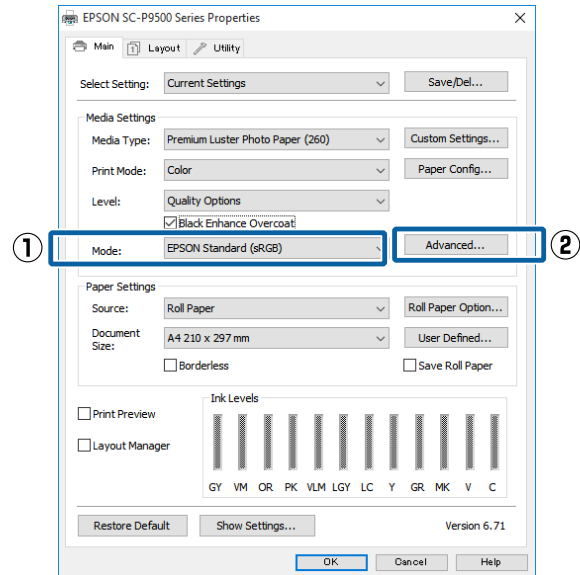 EPSON SC-P9500 Series Properties
Main Layout Utility
Select Setting: Current Settings Save/Del...
Media Settings
Media Type: Premium Luster Photo Paper (260) Custom Settings...
Print Mode: Color Paper Config...
Level: Quality Options
Black Enhance Overcoat
① Mode: EPSON Standard (sRGB) Advanced... ②
Paper Settings
Source: Roll Paper Roll Paper Option...
Document Size: A4 210 x 297 mm User Defined...
Borderless Save Roll Paper
Ink Levels
Print Preview
Layout Manager
GY VM OR PK VLM LGY LC Y GR MK V C
Restore Default Show Settings... Version 6.71
OK Cancel Help